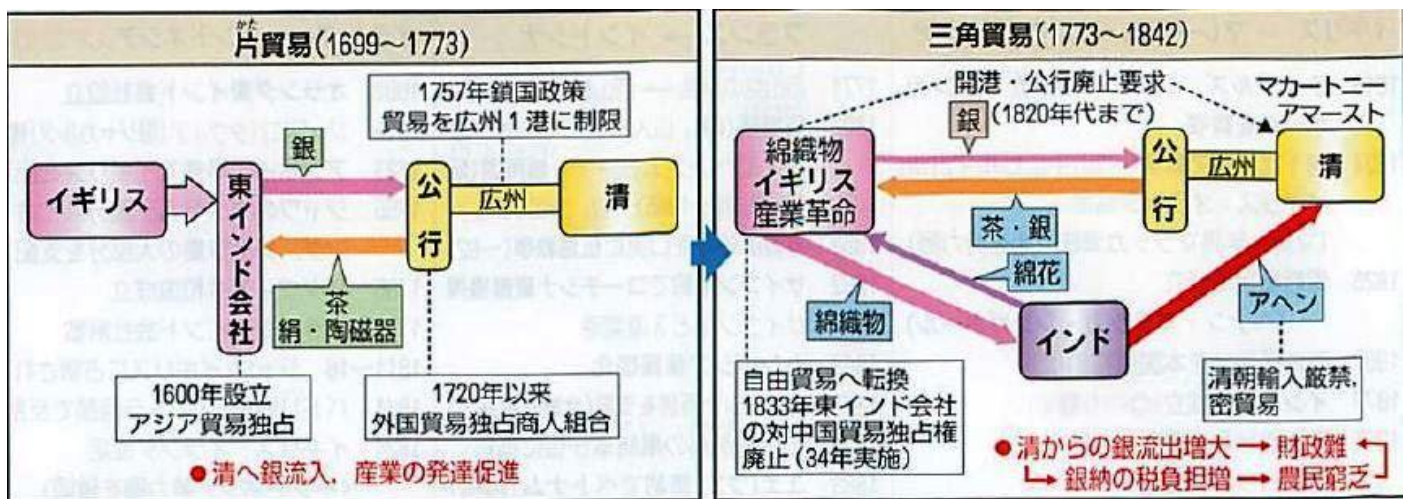 かた
片貿易(1699～1773)
1757年鎖国政策
貿易を広州1港に制限
イギリス
東インド会社
銀
公行
広州
清
茶
絹・陶磁器
1600年設立
アジア貿易独占
1720年以来
外国貿易独占商人組合
●清へ銀流入、産業の発達促進
三角貿易(1773～1842)
開港・公行廃止要求
(1820年代まで)
マカートニー
アマースト
銀
綿織物
イギリス
産業革命
公行
広州
清
茶・銀
綿花
綿織物
アヘン
インド
自由貿易へ転換
1833年東インド会社
の対中国貿易独占権
廃止(34年実施)
清朝輸入厳禁,
密貿易
●清からの銀流出増大→財政難
銀納の税負担増→農民窮乏